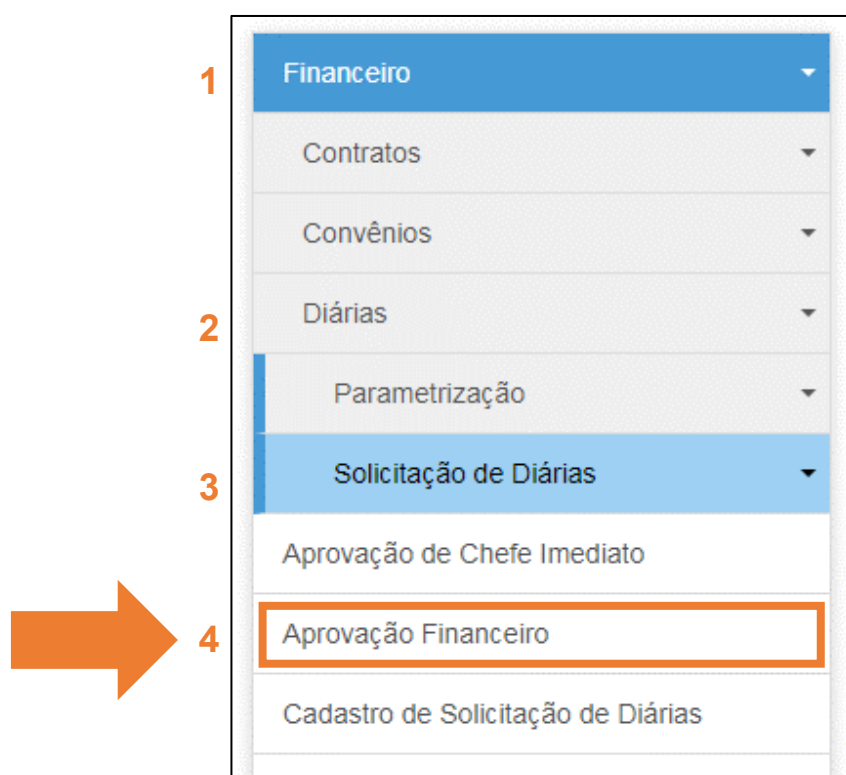 1 Financeiro
Contratos
Convênios
2 Diárias
Parametrização
3 Solicitação de Diárias
Aprovação de Chefe Imediato
4 Aprovação Financeiro
Cadastro de Solicitação de Diárias